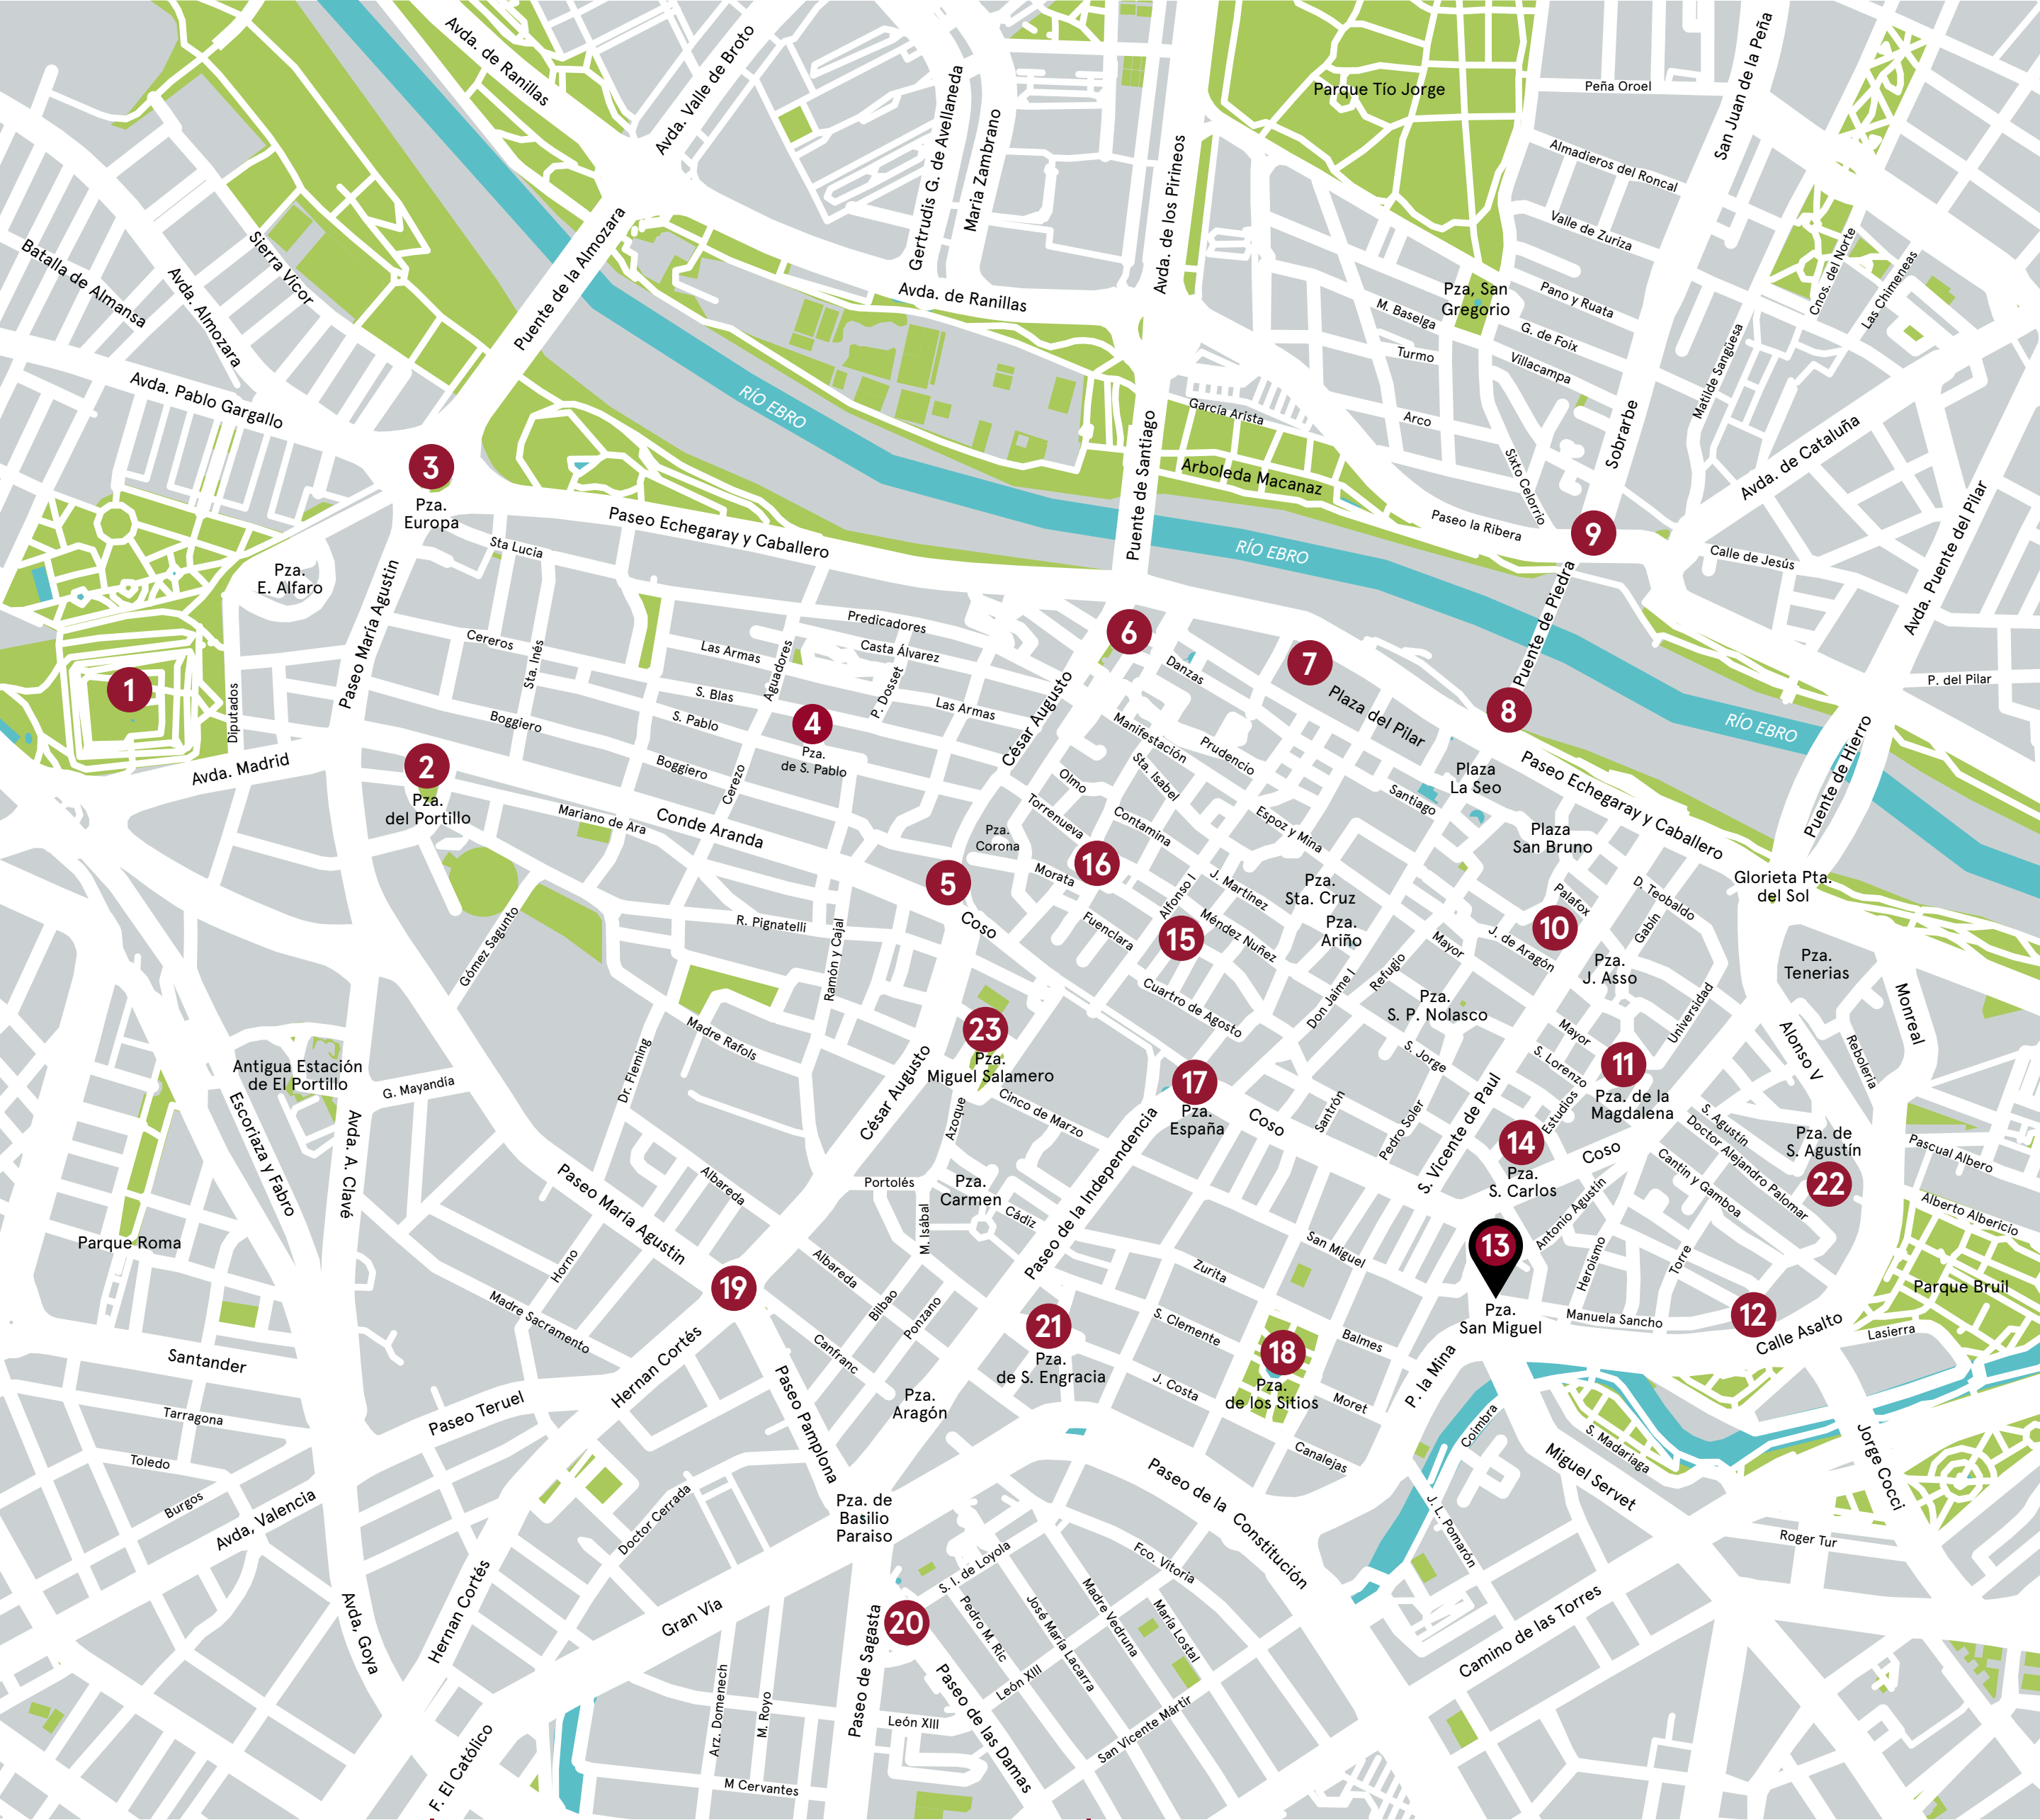 Avda. de Ranillas
Avda. Valle de Broto
Gertrudis G. de Avellaneda
Maria Zambrano
Avda. de los Pirineos
Parque Tío Jorge
Peña Oroel
San Juan de la Peña
Almadieros del Roncal
Valle de Zuriza
Cnos. del Norte
Las Chimeneas
Batalla de Almansa
Avda. Almozara
Sierra Vicor
Puente de la Almozara
Avda. de Ranillas
Pza, San
Gregorio
Pano y Ruata
M. Baselga
G. de Foix
Turmo
Villacampa
Matilde Sangüesa
Avda. Pablo Gargallo
RÍO EBRO
García Arista
Arco
Sobrarbe
Avda. de Cataluña
3
Pza.
Europa
Arboleda Macanaz
Puente de Santiago
Sixto Celorrio
Paseo la Ribera
9
Avda. Puente del Pilar
Paseo Echegaray y Caballero
Sta Lucia
RÍO EBRO
Calle de Jesús
Pza.
E. Alfaro
Paseo María Agustin
Puente de Piedra
Predicadores
6
Cereros
Sta. Inés
Las Armas
Casta Álvarez
Aguadores
P. Dosset
Danzas
7
P. del Pilar
1
Diputados
S. Blas
Las Armas
César Augusto
Plaza del Pilar
8
RÍO EBRO
Boggiero
S. Pablo
4
Pza.
de S. Pablo
Manifestación
Prudencio
Puente de Hierro
Avda. Madrid
2
Pza.
del Portillo
Boggiero
Cerezo
Olmo
Sta. Isabel
Plaza
La Seo
Paseo Echegaray y Caballero
Mariano de Ara
Conde Aranda
Torrenueva
Contamina
Santiago
Espoz y Mina
Plaza
San Bruno
Pza.
Corona
16
Morata
5
Coso
Alfonso I
J. Martínez
Pza.
Sta. Cruz
Palafox
D. Teobaldo
Glorieta Pta.
del Sol
R. Pignatelli
Gómez Sagunto
Ramón y Cajal
Fuenclara
15
Méndez Nuñez
Pza.
Ariño
Mayor
J. de Aragón
10
Gabín
Pza.
J. Asso
Pza.
Tenerias
Refugio
Don Jaime I
Cuartro de Agosto
Pza.
S. P. Nolasco
Universidad
Monreal
23
Pza.
Miguel Salamero
Madre Rafols
Dr. Fleming
S. Jorge
Mayor
S. Lorenzo
11
Pza. de la
Magdalena
Alonso V
Rebolería
Antigua Estación
de El Portillo
G. Mayandía
César Augusto
Azoque
Cinco de Marzo
17
Pza.
España
Coso
Santrón
Pedro Soler
S. Vicente de Paul
Estudios
14
Pza.
S. Carlos
Coso
S. Agustín
Doctor Alejandro Palomar
Pza. de
S. Agustín
22
Pascual Albero
Escoriaza y Fabro
Avda. A. Clavé
Cantin y Gamboa
Antonio Agustín
Alberto Albericio
Paseo María Agustin
Albareda
Portolés
Pza.
Carmen
Cádiz
M. Isábal
Paseo de la Independencia
Parque Roma
Horno
Albareda
Zurita
San Miguel
13
Pza.
San Miguel
Heroismo
Torre
Parque Bruil
19
Madre Sacramento
Bilbao
Ponzano
21
Pza.
de S. Engracia
S. Clemente
18
Pza.
de los Sitios
Balmes
Manuela Sancho
12
Calle Asalto
Lasierra
Canfranc
Santander
Hernan Cortés
Paseo Teruel
Paseo Pamplona
Pza.
Aragón
J. Costa
Moret
P. la Mina
Tarragona
Coimbra
S. Madariaga
Toledo
Canalejas
Miguel Servet
Jorge Cocci
Burgos
Avda, Valencia
Doctor Cerrada
Pza. de
Basilio
Paraiso
Paseo de la Constitución
J. L. Pomarón
Roger Tur
Avda, Goya
Hernan Cortés
Gran Vía
S. I. de Loyola
Fco. Vitoria
20
Pedro M. Ric
José María Lacarra
Madre Vedruna
María Lostal
Camino de las Torres
Paseo de Sagasta
León XIII
Arz. Domenech
M. Royo
León XIII
Paseo de las Damas
San Vicente Mártir
F. El Católico
M Cervantes